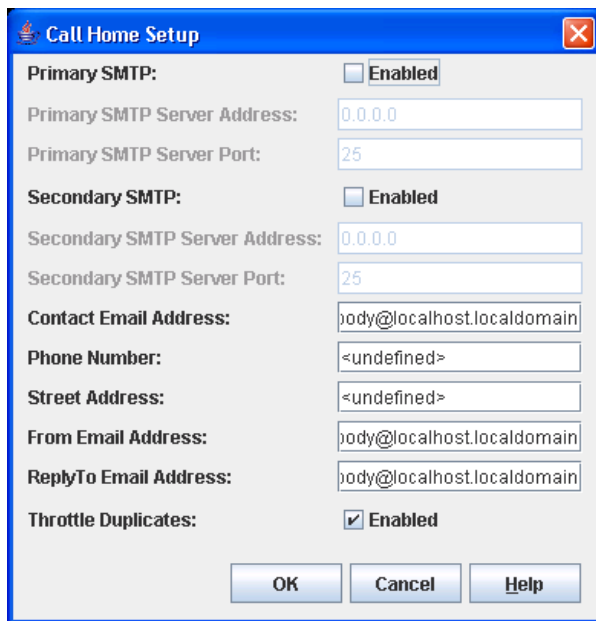 Call Home Setup
Primary SMTP: Enabled
Primary SMTP Server Address: 0.0.0.0
Primary SMTP Server Port: 25
Secondary SMTP: Enabled
Secondary SMTP Server Address: 0.0.0.0
Secondary SMTP Server Port: 25
Contact Email Address: ody@localhost.localdomain
Phone Number: <undefined>
Street Address: <undefined>
From Email Address: ody@localhost.localdomain
ReplyTo Email Address: ody@localhost.localdomain
Throttle Duplicates: Enabled
OK Cancel Help